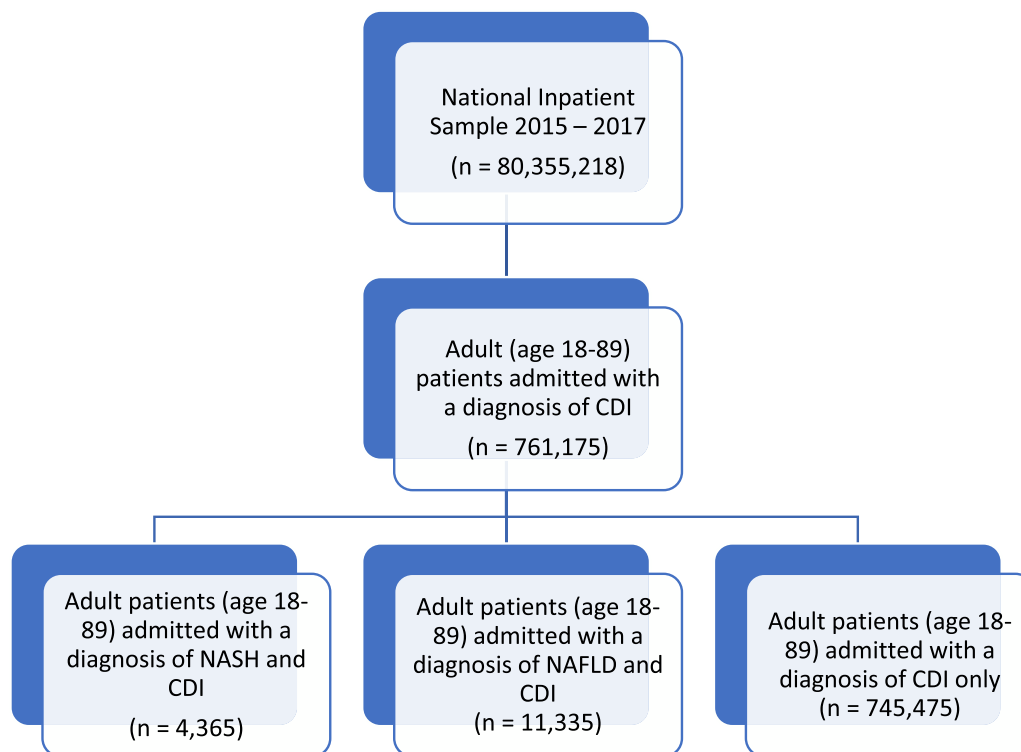 National Inpatient
Sample 2015 – 2017
(n = 80,355,218)
Adult (age 18-89)
patients admitted with
a diagnosis of CDI
(n = 761,175)
Adult patients (age 18-
89) admitted with a
diagnosis of NASH and
CDI
(n = 4,365)
Adult patients (age 18-
89) admitted with a
diagnosis of NAFLD and
CDI
(n = 11,335)
Adult patients (age 18-
89) admitted with a
diagnosis of CDI only
(n = 745,475)